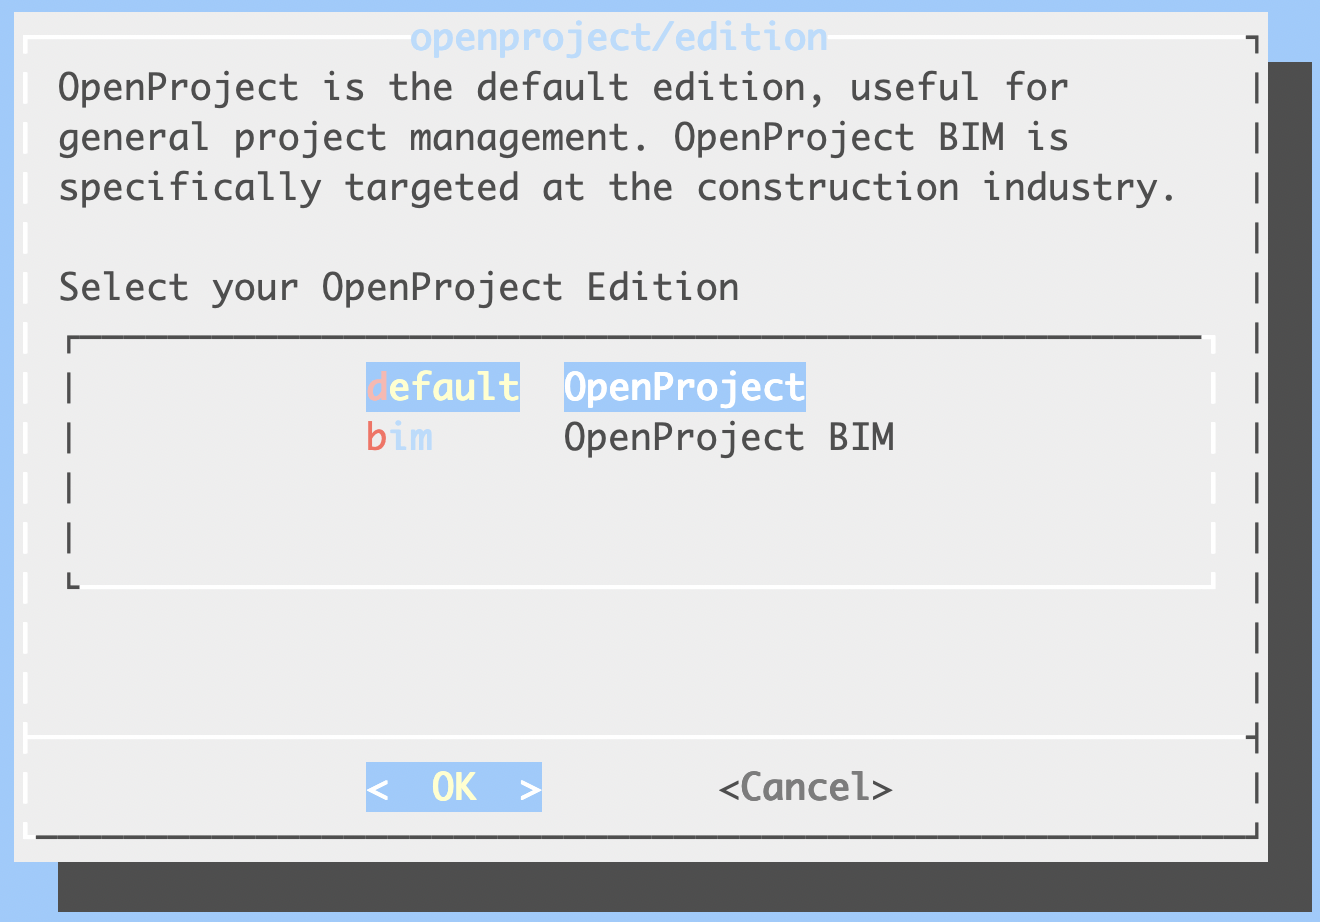 openproject/edition
OpenProject is the default edition, useful for
general project management. OpenProject BIM is
specifically targeted at the construction industry.
Select your OpenProject Edition
default OpenProject
bim OpenProject BIM
< OK > <Cancel>